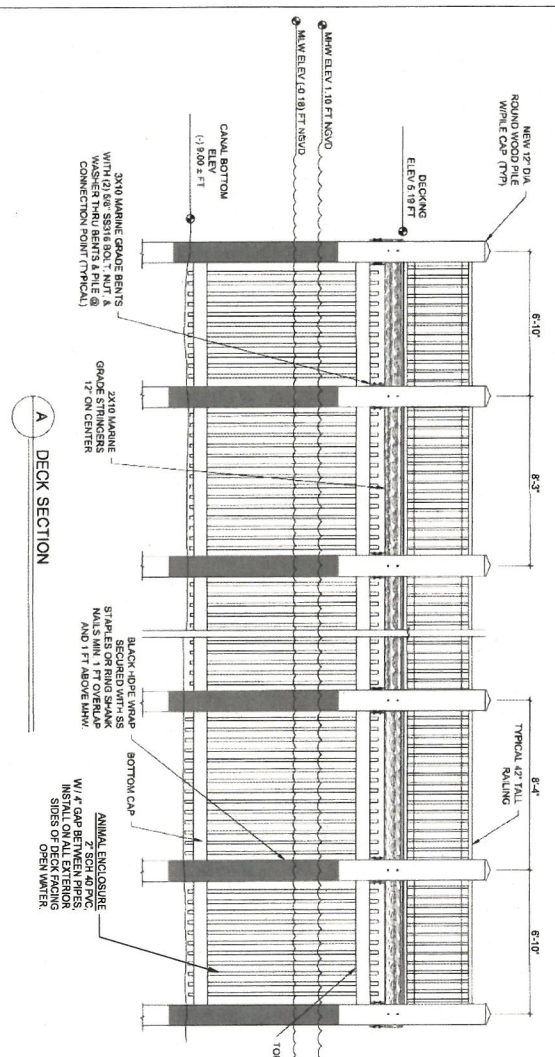 NEW 12" DIA
ROUND WOOD PILE
W/PILE CAP (TYP)
DECKING
ELEV 5.19 FT
MHW ELEV 1.10 FT NGVD
MLW ELEV (-0.18) FT NGVD
CANAL BOTTOM
ELEV
(-) 9.00 ± FT
6'-10"
8'-3"
8'-4"
6'-10"
TYPICAL 42" TALL
RAILING
3X10 MARINE GRADE BENTS
WITH (2) 5/8" SS316 BOLT, NUT, &
WASHER THRU BENTS & PILE @
CONNECTION POINT (TYPICAL)
2X10 MARINE
GRADE STRINGERS
12" ON CENTER
BLACK HDPE WRAP
SECURED WITH SS
STAPLES OR RING SHANK
NAILS MIN. 1 FT OVERLAP
AND 1 FT ABOVE MHW.
BOTTOM CAP
ANIMAL ENCLOSURE
2" SCH 40 PVC,
W/ 4" GAP BETWEEN PIPES,
INSTALL ON ALL EXTERIOR
SIDES OF DECK FACING
OPEN WATER.
A DECK SECTION